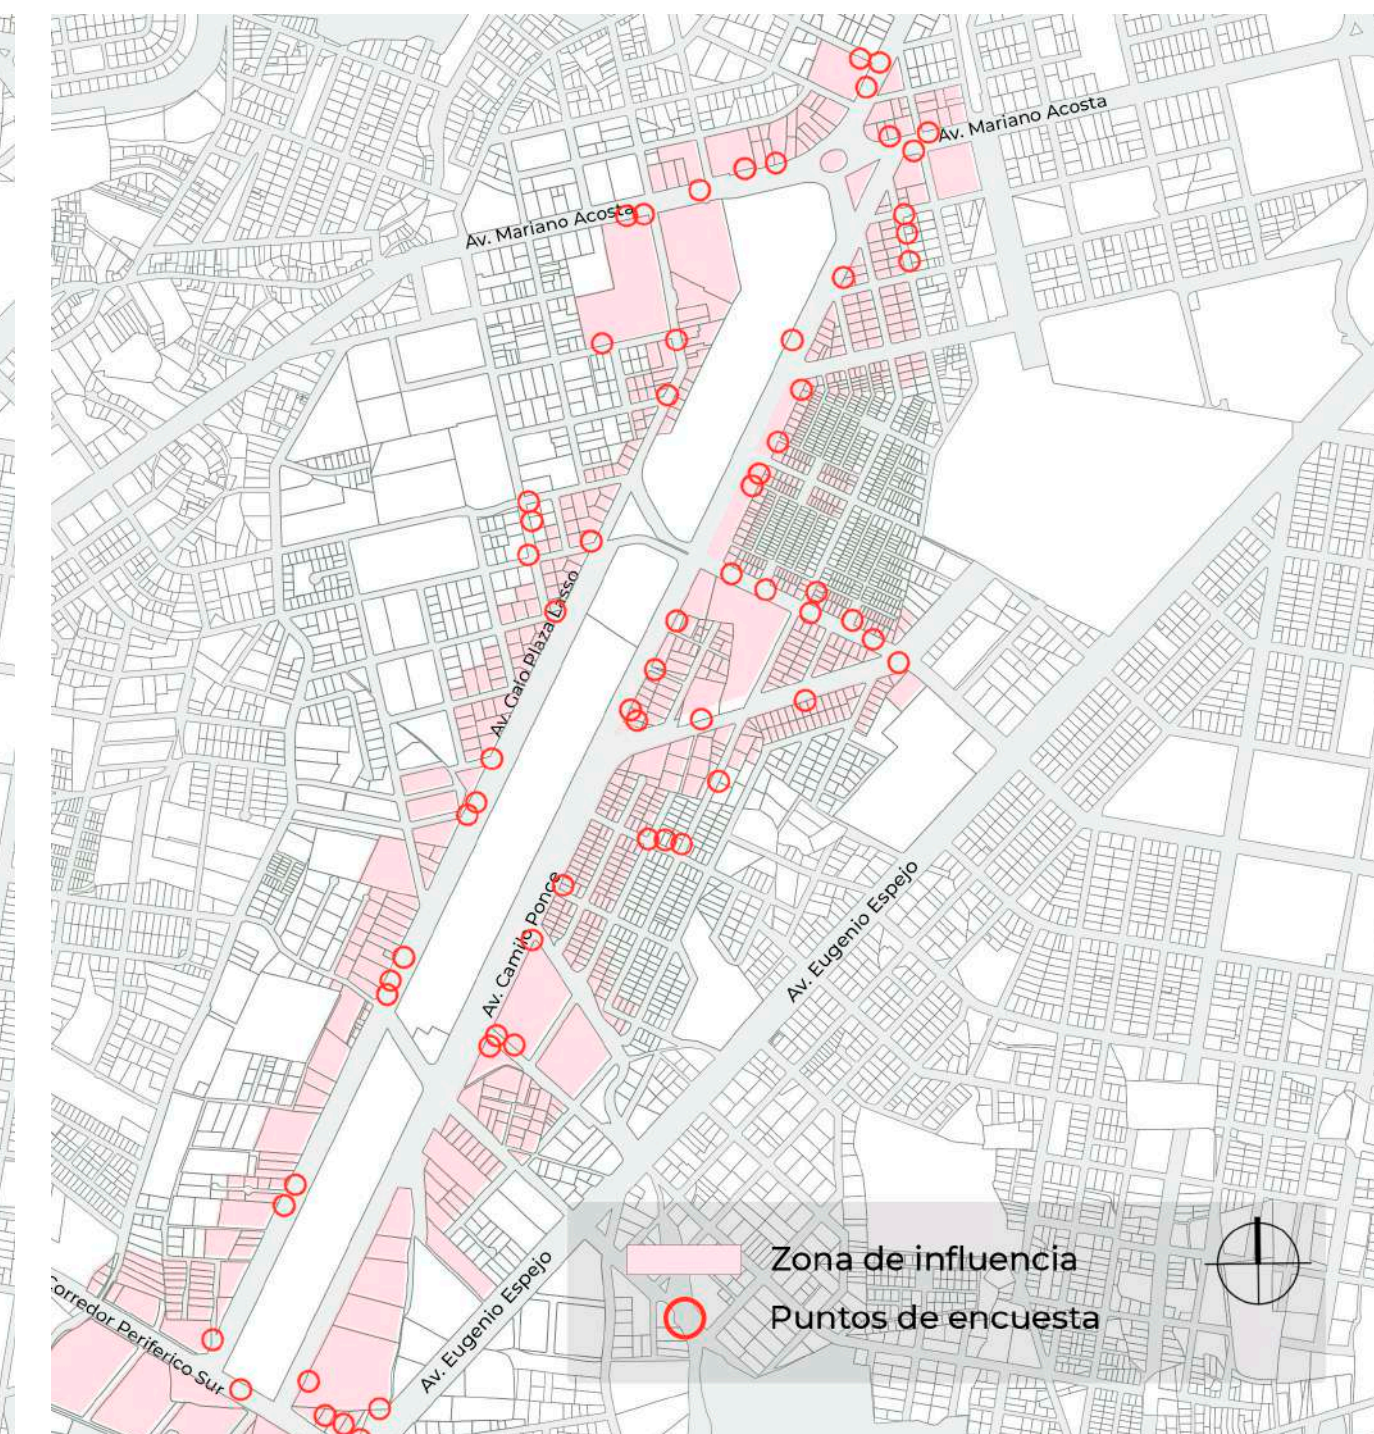 Av. Mariano Acosta
Av. Mariano Acosta
Av. Galo Plaza Lasso
Av. Camilo Ponce
Av. Eugenio Espejo
Zona de influencia
Puntos de encuesta
Av. Eugenio Espejo
Corredor Periferico Sur